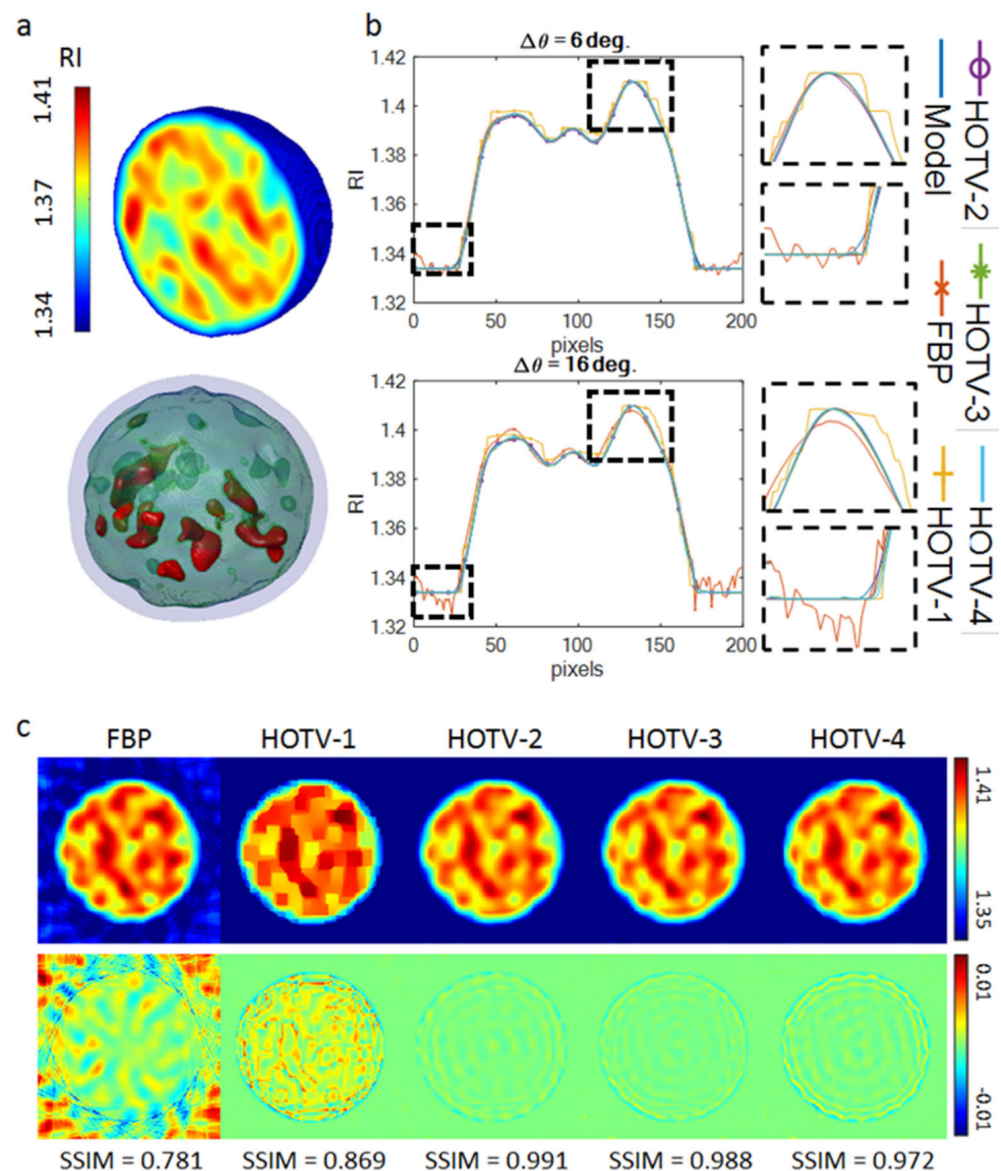 a
RI
1.41
1.37
1.34
b
Δθ = 6 deg.
RI
1.42
1.4
1.38
1.36
1.34
1.32
0
50
100
150
200
pixels
Δθ = 16 deg.
RI
1.42
1.4
1.38
1.36
1.34
1.32
0
50
100
150
200
pixels
Model
FBP
HOTV-1
HOTV-2
HOTV-3
HOTV-4
c
FBP
HOTV-1
HOTV-2
HOTV-3
HOTV-4
1.41
1.35
0.01
-0.01
SSIM = 0.781
SSIM = 0.869
SSIM = 0.991
SSIM = 0.988
SSIM = 0.972